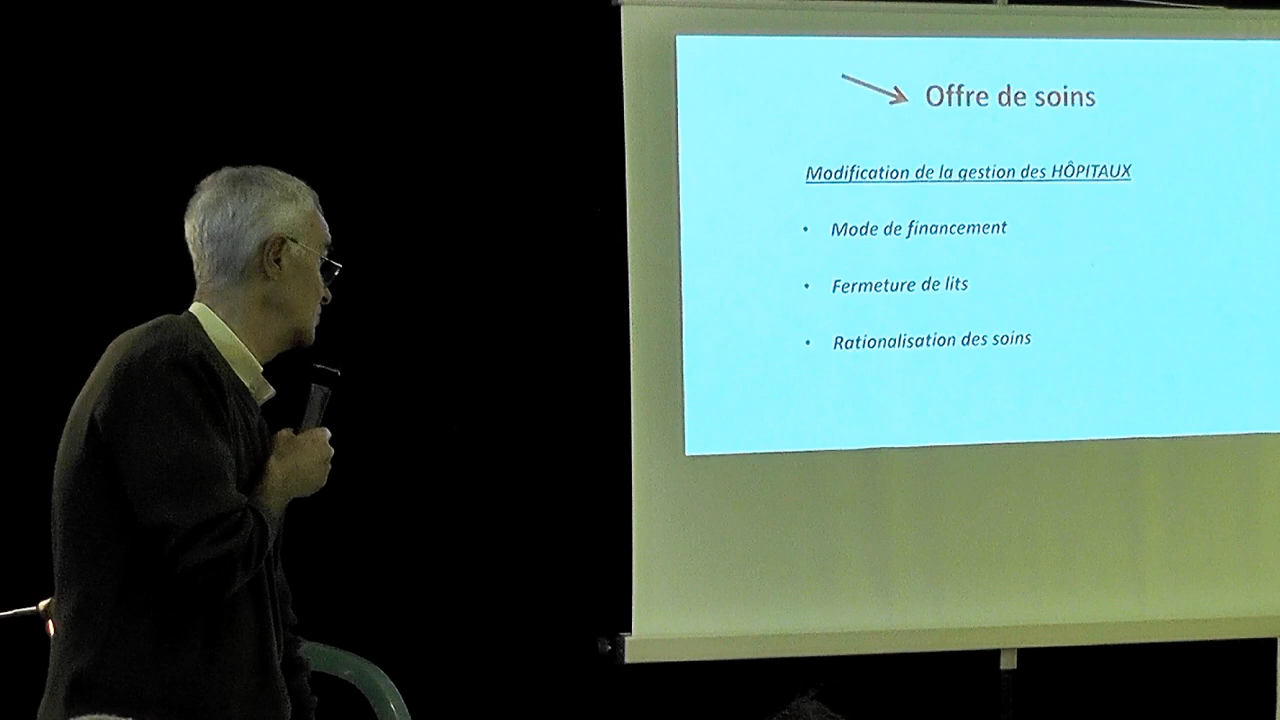 Offre de soins
Modification de la gestion des HÔPITAUX
• Mode de financement
• Fermeture de lits
• Rationalisation des soins